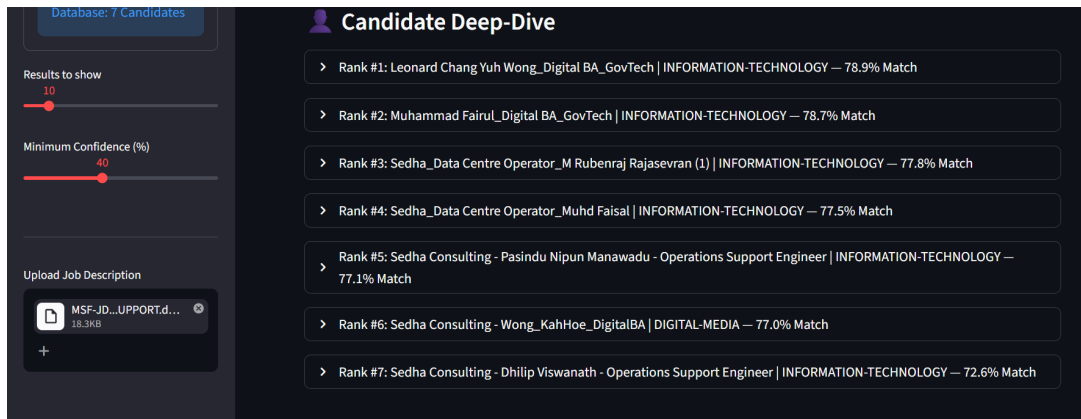 Database: 7 Candidates
Results to show
10
Minimum Confidence (%)
40
Upload Job Description
MSF-JD...UPPORT.d...
18.3KB
Candidate Deep-Dive
Rank #1: Leonard Chang Yuh Wong_Digital BA_GovTech | INFORMATION-TECHNOLOGY — 78.9% Match
Rank #2: Muhammad Fairul_Digital BA_GovTech | INFORMATION-TECHNOLOGY — 78.7% Match
Rank #3: Sedha_Data Centre Operator_M Rubenraj Rajasevran (1) | INFORMATION-TECHNOLOGY — 77.8% Match
Rank #4: Sedha_Data Centre Operator_Muhd Faisal | INFORMATION-TECHNOLOGY — 77.5% Match
Rank #5: Sedha Consulting - Pasindu Nipun Manawadu - Operations Support Engineer | INFORMATION-TECHNOLOGY —
77.1% Match
Rank #6: Sedha Consulting - Wong_KahHoe_DigitalBA | DIGITAL-MEDIA — 77.0% Match
Rank #7: Sedha Consulting - Dhilip Viswanath - Operations Support Engineer | INFORMATION-TECHNOLOGY — 72.6% Match